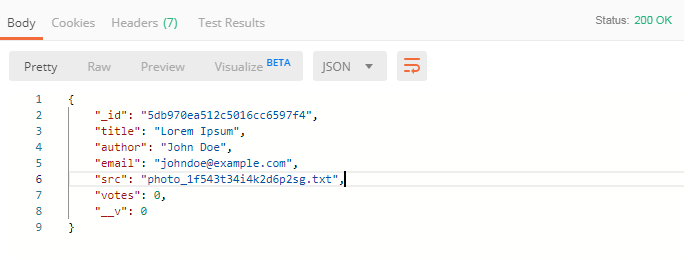 Body Cookies Headers (7) Test Results Status: 200 OK
Pretty Raw Preview Visualize BETA JSON
1 {
2 "_id": "5db970ea512c5016cc6597f4",
3 "title": "Lorem Ipsum",
4 "author": "John Doe",
5 "email": "johndoe@example.com",
6 "src": "photo_1f543t34i4k2d6p2sg.txt",
7 "votes": 0,
8 "__v": 0
9 }